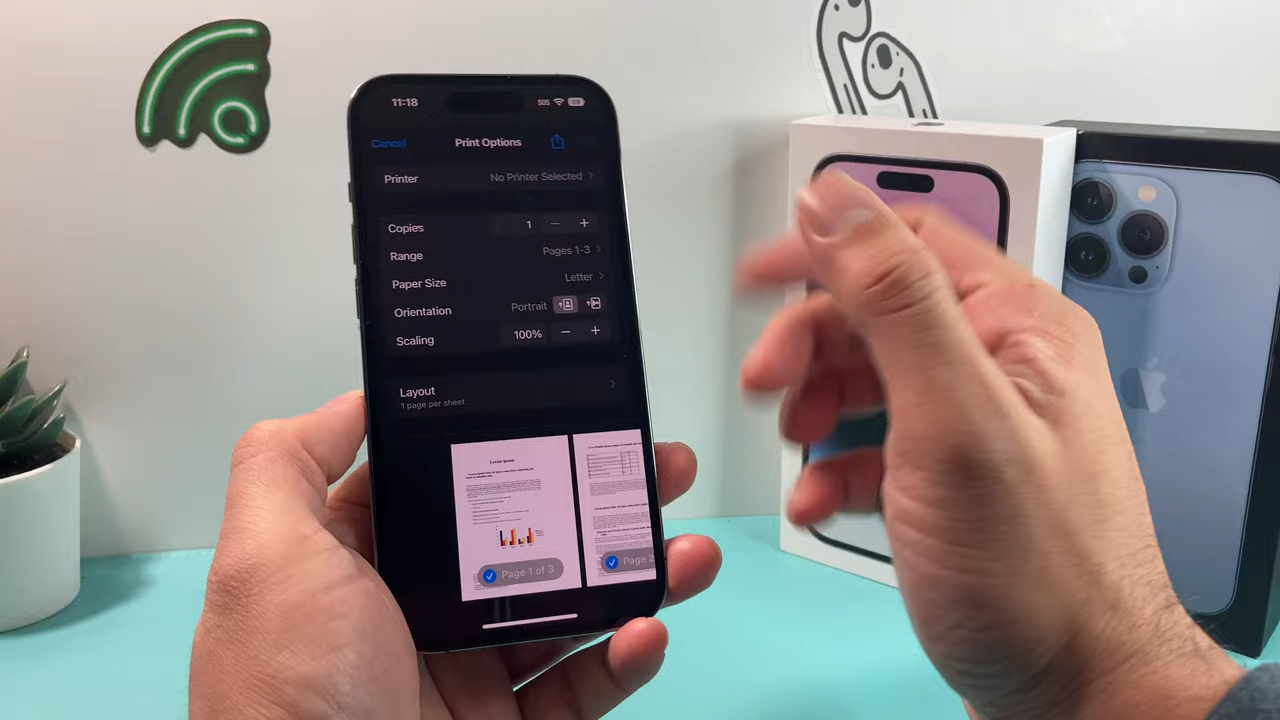 11:18 SOS
Cancel Print Options
Printer No Printer Selected
Copies 1
Range Pages 1-3
Paper Size Letter
Orientation Portrait
Scaling 100%
Layout
1 page per sheet
Lorem ipsum
Page 1 of 3
Page 2